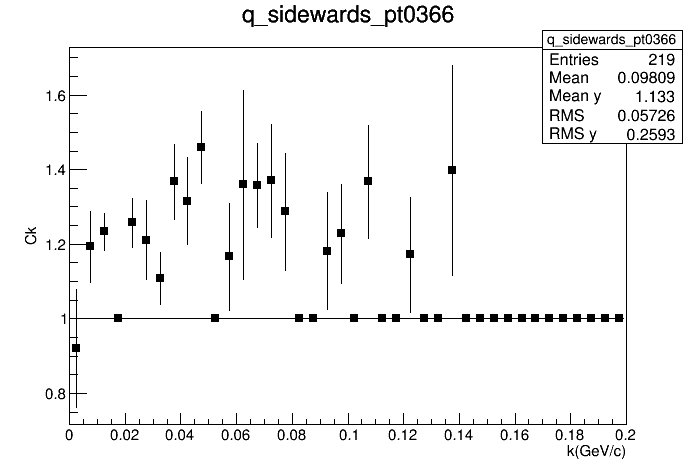 q_sidewards_pt0366
q_sidewards_pt0366
Entries 219
Mean 0.09809
Mean y 1.133
RMS 0.05726
RMS y 0.2593
1.6
1.4
1.2
1
0.8
Ck
0 0.02 0.04 0.06 0.08 0.1 0.12 0.14 0.16 0.18 0.2
k(GeV/c)